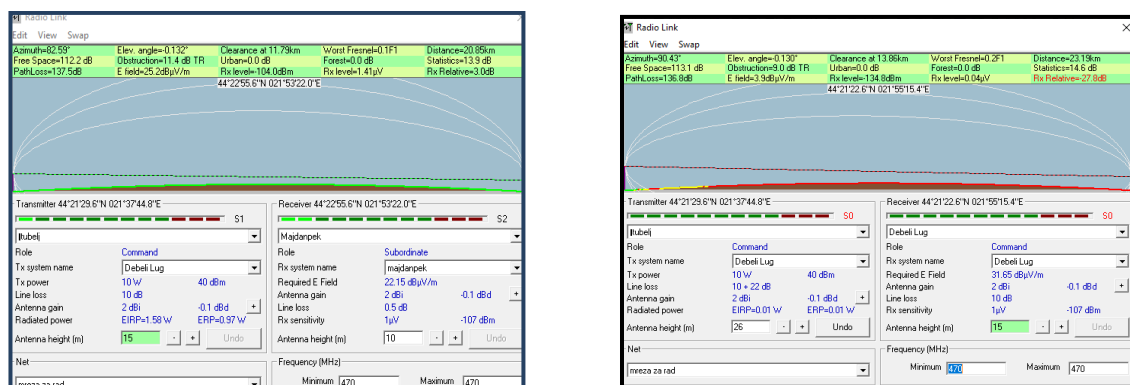 Radio Link
Edit View Swap
Azimuth=82.59° Elev. angle=-0.132° Clearance at 11.79km Worst Fresnel=0.1F1 Distance=20.85km
Free Space=112.2 dB Obstruction=11.4 dB TR Urban=0.0 dB Forest=0.0 dB Statistics=13.9 dB
PathLoss=137.5dB E field=25.2dBµV/m Rx level=-104.0dBm Rx level=1.41µV Rx Relative=3.0dB
44°22'55.6"N 021°53'22.0"E
Transmitter 44°21'29.6"N 021°37'44.8"E
S1
Jtubelj
Role Command
Tx system name Debeli Lug
Tx power 10 W 40 dBm
Line loss 10 dB
Antenna gain 2 dBi -0.1 dBd +
Radiated power EIRP=1.58 W ERP=0.97 W
Antenna height (m) 15 - + Undo
Net
mreza za rad
Receiver 44°22'55.6"N 021°53'22.0"E
S2
Majdanpek
Role Subordinate
Rx system name majdanpek
Required E Field 22.15 dBµV/m
Antenna gain 2 dBi -0.1 dBd +
Line loss 0.5 dB
Rx sensitivity 1µV -107 dBm
Antenna height (m) 10 - + Undo
Frequency (MHz)
Minimum 470 Maximum 470
Radio Link
Edit View Swap
Azimuth=90.43° Elev. angle=-0.130° Clearance at 13.86km Worst Fresnel=0.2F1 Distance=23.19km
Free Space=113.1 dB Obstruction=9.0 dB TR Urban=0.0 dB Forest=0.0 dB Statistics=14.6 dB
PathLoss=136.8dB E field=3.9dBµV/m Rx level=-134.8dBm Rx level=0.04µV Rx Relative=-27.8dB
44°21'22.6"N 021°55'15.4"E
Transmitter 44°21'29.6"N 021°37'44.8"E
S0
Jtubelj
Role Command
Tx system name Debeli Lug
Tx power 10 W 40 dBm
Line loss 10 + 22 dB
Antenna gain 2 dBi -0.1 dBd +
Radiated power EIRP=0.01 W ERP=0.01 W
Antenna height (m) 26 - + Undo
Net
mreza za rad
Receiver 44°21'22.6"N 021°55'15.4"E
S0
Debeli Lug
Role Command
Rx system name Debeli Lug
Required E Field 31.65 dBµV/m
Antenna gain 2 dBi -0.1 dBd +
Line loss 10 dB
Rx sensitivity 1µV -107 dBm
Antenna height (m) 15 - + Undo
Frequency (MHz)
Minimum 470 Maximum 470